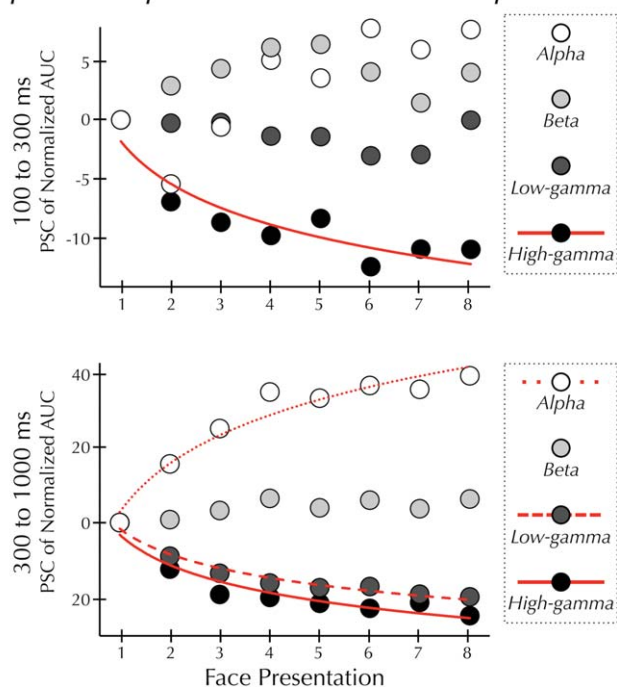 100 to 300 ms
PSC of Normalized AUC
5
0
-5
-10
1 2 3 4 5 6 7 8
Alpha
Beta
Low-gamma
High-gamma
300 to 1000 ms
PSC of Normalized AUC
40
20
0
20
1 2 3 4 5 6 7 8
Face Presentation
Alpha
Beta
Low-gamma
High-gamma